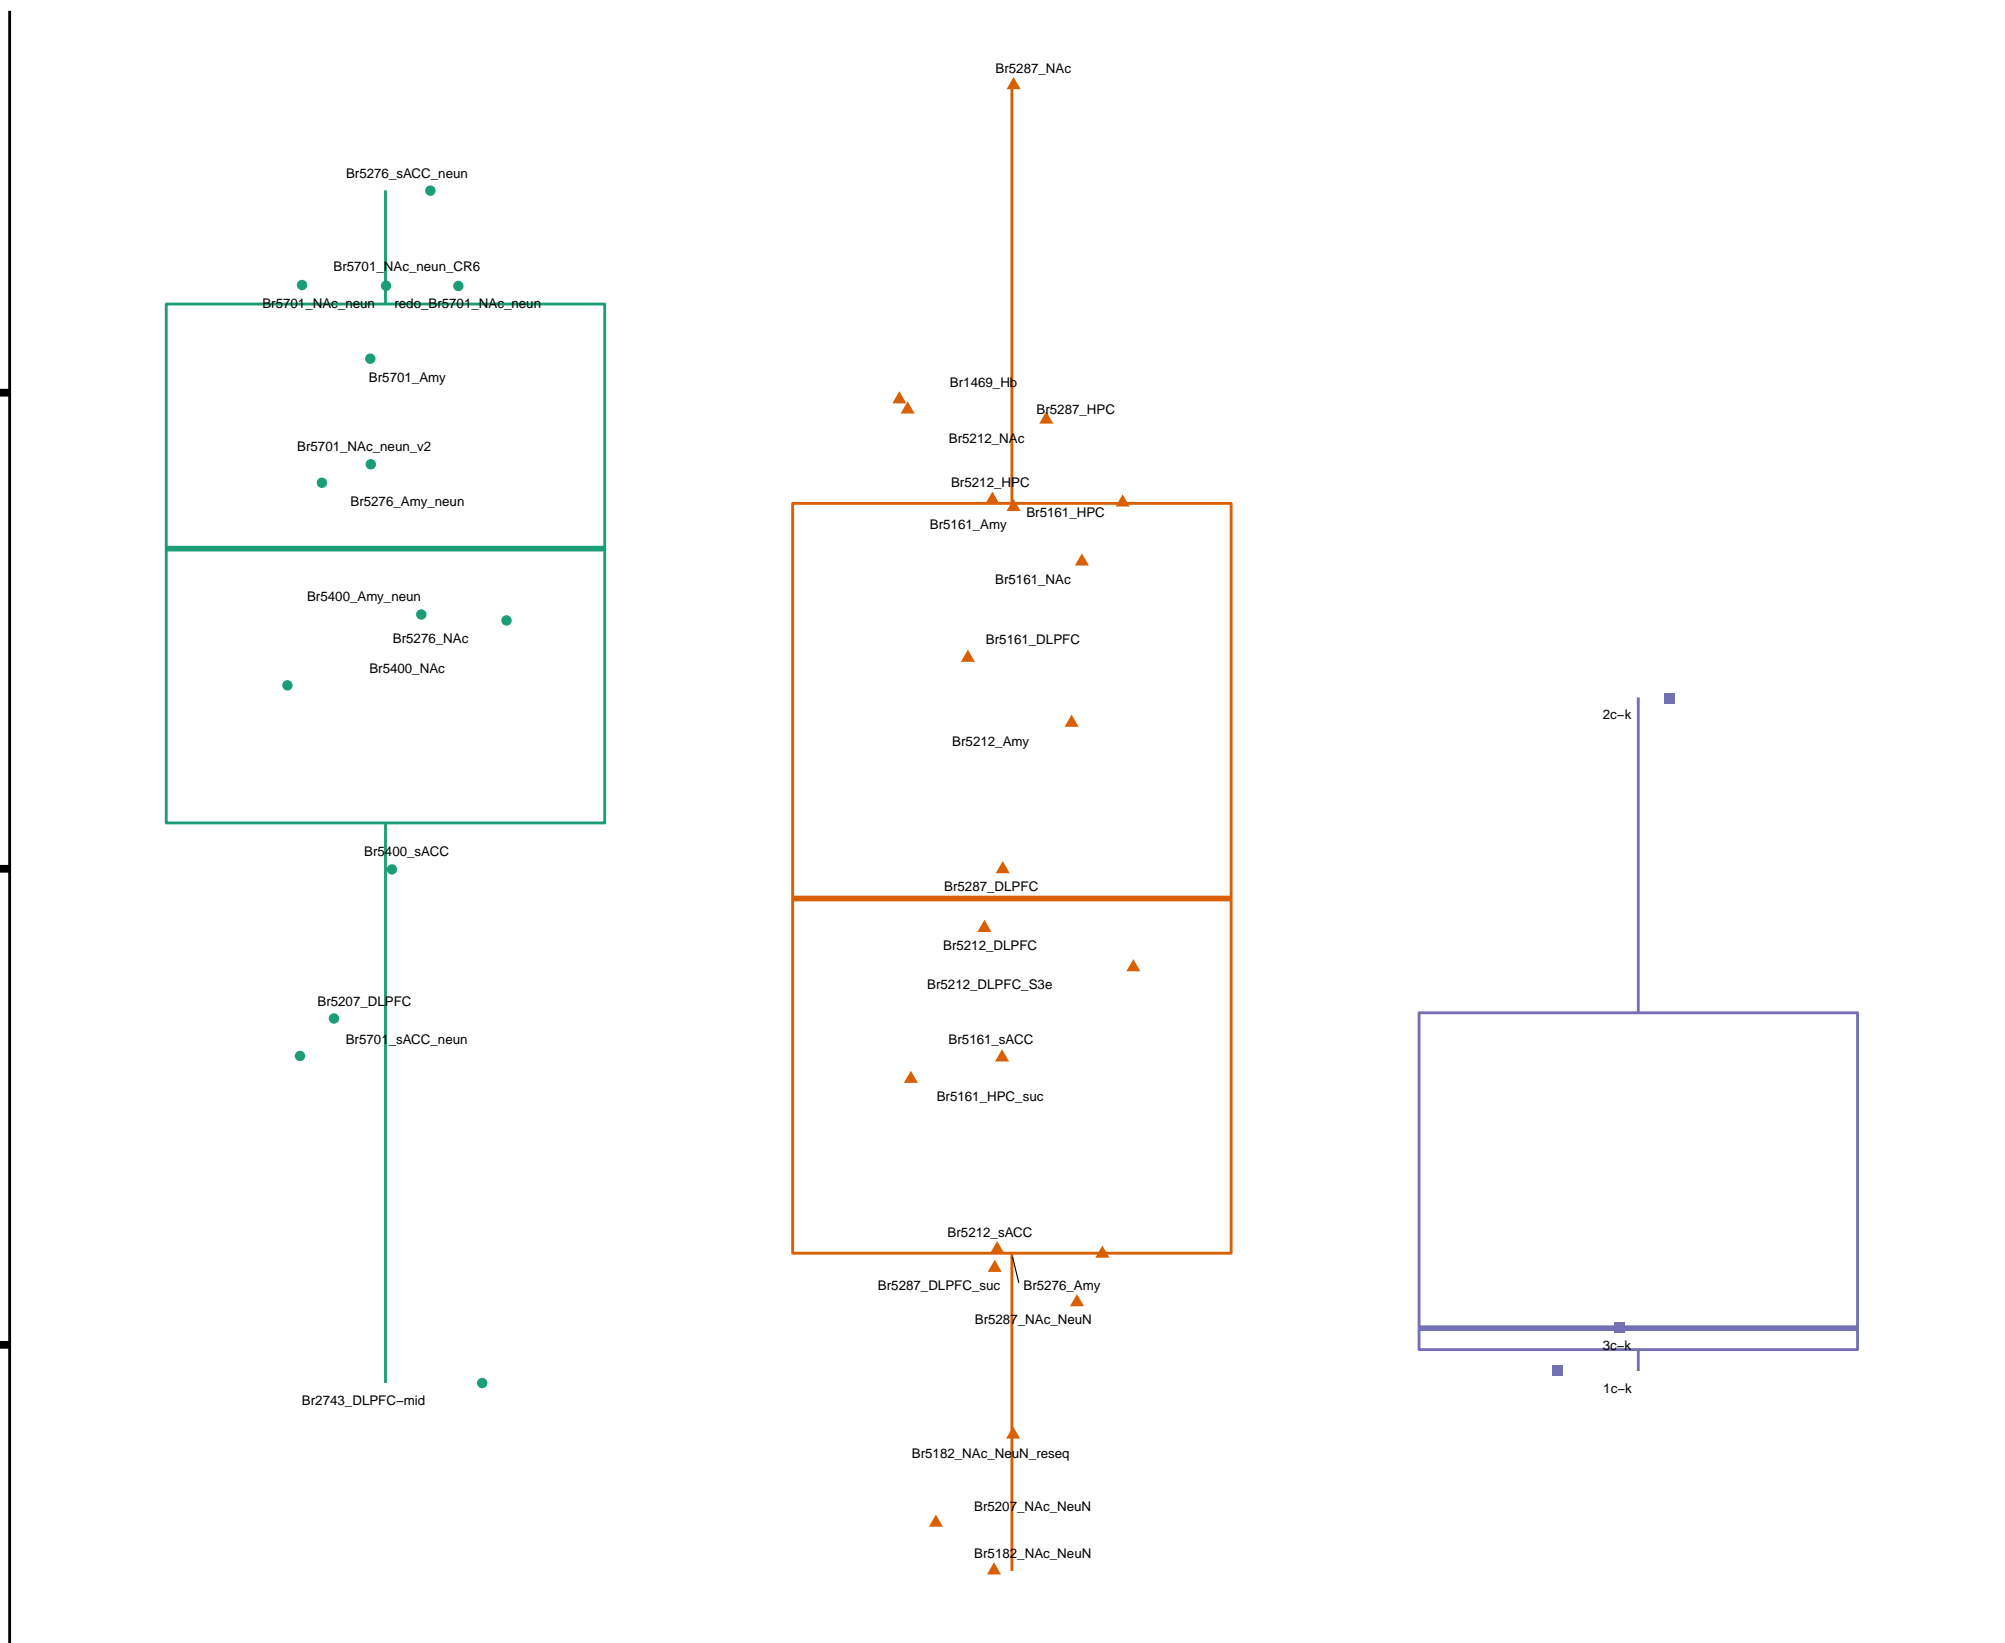 Br5276_sACC_neun
Br5701_NAc_neun_CR6
Br5701_NAc_neun
redo_Br5701_NAc_neun
Br5701_Amy
Br5701_NAc_neun_v2
Br5276_Amy_neun
Br5400_Amy_neun
Br5276_NAc
Br5400_NAc
Br5400_sACC
Br5207_DLPFC
Br5701_sACC_neun
Br2743_DLPFC−mid
Br5287_NAc
Br1469_Hb
Br5287_HPC
Br5212_NAc
Br5212_HPC
Br5161_HPC
Br5161_Amy
Br5161_NAc
Br5161_DLPFC
Br5212_Amy
Br5287_DLPFC
Br5212_DLPFC
Br5212_DLPFC_S3e
Br5161_sACC
Br5161_HPC_suc
Br5212_sACC
Br5287_DLPFC_suc
Br5276_Amy
Br5287_NAc_NeuN
Br5182_NAc_NeuN_reseq
Br5207_NAc_NeuN
Br5182_NAc_NeuN
2c−k
3c−k
1c−k